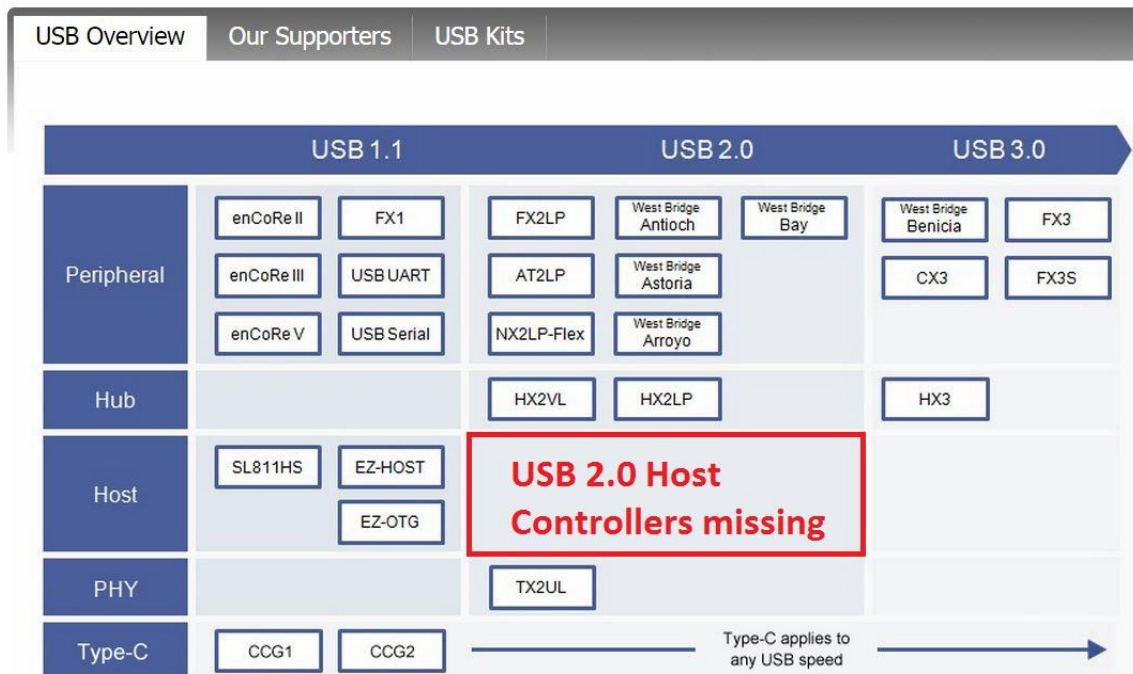 USB Overview
Our Supporters
USB Kits
USB 1.1
USB 2.0
USB 3.0
Peripheral
enCoRe II
FX1
FX2LP
West Bridge
Antioch
West Bridge
Bay
West Bridge
Benicia
FX3
enCoRe III
USB UART
AT2LP
West Bridge
Astoria
CX3
FX3S
enCoRe V
USB Serial
NX2LP-Flex
West Bridge
Arroyo
Hub
HX2VL
HX2LP
HX3
Host
SL811HS
EZ-HOST
EZ-OTG
USB 2.0 Host
Controllers missing
PHY
TX2UL
Type-C
CCG1
CCG2
Type-C applies to
any USB speed